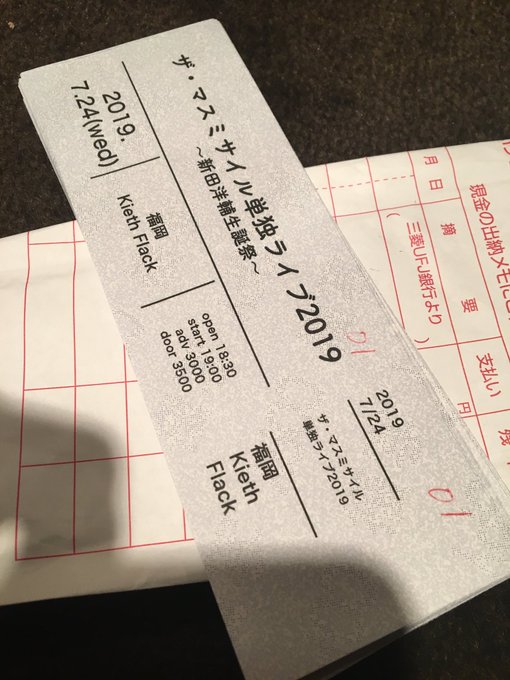 ザ・マスミサイル単独ライブ2019
～新田洋輔生誕祭～
2019.
7.24(wed)
福岡
Kieth Flack
open 18:30
start 19:00
adv 3000
door 3500
01
2019
7/24
ザ・マスミサイル
単独ライブ2019
福岡
Kieth
Flack
01
現金の出納メモにど
月日
摘要
支払い
残
三菱UFJ銀行より
(
)
円